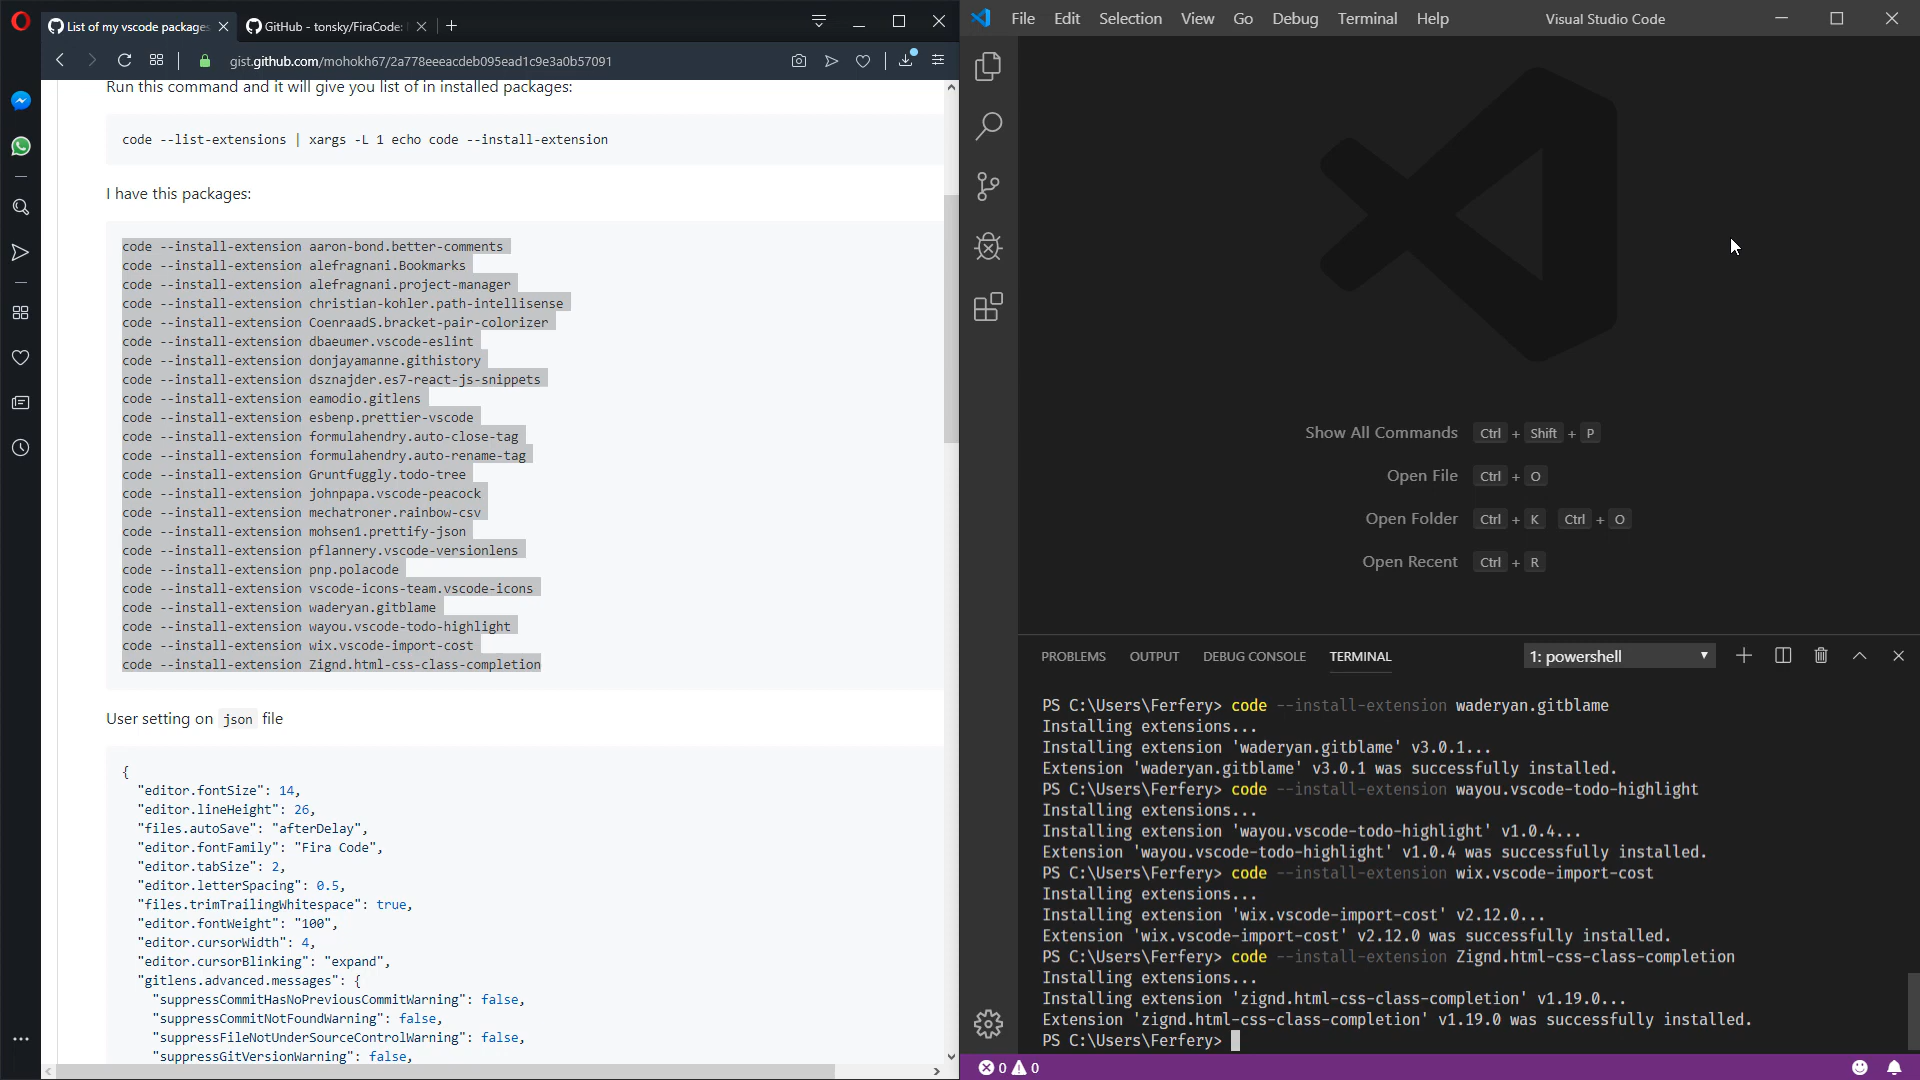 List of my vscode packages
GitHub - tonsky/FiraCode:
gist.github.com/mohokh67/2a778eeeacdeb095ead1c9e3a0b57091
Run this command and it will give you list of in installed packages:
code --list-extensions | xargs -L 1 echo code --install-extension
I have this packages:
code --install-extension aaron-bond.better-comments
code --install-extension alefragnani.Bookmarks
code --install-extension alefragnani.project-manager
code --install-extension christian-kohler.path-intellisense
code --install-extension CoenraadS.bracket-pair-colorizer
code --install-extension dbaeumer.vscode-eslint
code --install-extension donjayamanne.githistory
code --install-extension dsznajder.es7-react-js-snippets
code --install-extension eamodio.gitlens
code --install-extension esbenp.prettier-vscode
code --install-extension formulahendry.auto-close-tag
code --install-extension formulahendry.auto-rename-tag
code --install-extension Gruntfuggly.todo-tree
code --install-extension johnpapa.vscode-peacock
code --install-extension mechatroner.rainbow-csv
code --install-extension mohsen1.prettify-json
code --install-extension pflannery.vscode-versionlens
code --install-extension pnp.polacode
code --install-extension vscode-icons-team.vscode-icons
code --install-extension waderyan.gitblame
code --install-extension wayou.vscode-todo-highlight
code --install-extension wix.vscode-import-cost
code --install-extension Zignd.html-css-class-completion
User setting on json file
{
"editor.fontSize": 14,
"editor.lineHeight": 26,
"files.autoSave": "afterDelay",
"editor.fontFamily": "Fira Code",
"editor.tabSize": 2,
"editor.letterSpacing": 0.5,
"files.trimTrailingWhitespace": true,
"editor.fontWeight": "100",
"editor.cursorWidth": 4,
"editor.cursorBlinking": "expand",
"gitlens.advanced.messages": {
"suppressCommitHasNoPreviousCommitWarning": false,
"suppressCommitNotFoundWarning": false,
"suppressFileNotUnderSourceControlWarning": false,
"suppressGitVersionWarning": false,
File Edit Selection View Go Debug Terminal Help
Visual Studio Code
Show All Commands Ctrl + Shift + P
Open File Ctrl + O
Open Folder Ctrl + K Ctrl + O
Open Recent Ctrl + R
PROBLEMS OUTPUT DEBUG CONSOLE TERMINAL
1: powershell
PS C:\Users\Ferfery> code --install-extension waderyan.gitblame
Installing extensions...
Installing extension 'waderyan.gitblame' v3.0.1...
Extension 'waderyan.gitblame' v3.0.1 was successfully installed.
PS C:\Users\Ferfery> code --install-extension wayou.vscode-todo-highlight
Installing extensions...
Installing extension 'wayou.vscode-todo-highlight' v1.0.4...
Extension 'wayou.vscode-todo-highlight' v1.0.4 was successfully installed.
PS C:\Users\Ferfery> code --install-extension wix.vscode-import-cost
Installing extensions...
Installing extension 'wix.vscode-import-cost' v2.12.0...
Extension 'wix.vscode-import-cost' v2.12.0 was successfully installed.
PS C:\Users\Ferfery> code --install-extension Zignd.html-css-class-completion
Installing extensions...
Installing extension 'zignd.html-css-class-completion' v1.19.0...
Extension 'zignd.html-css-class-completion' v1.19.0 was successfully installed.
PS C:\Users\Ferfery>
0 0